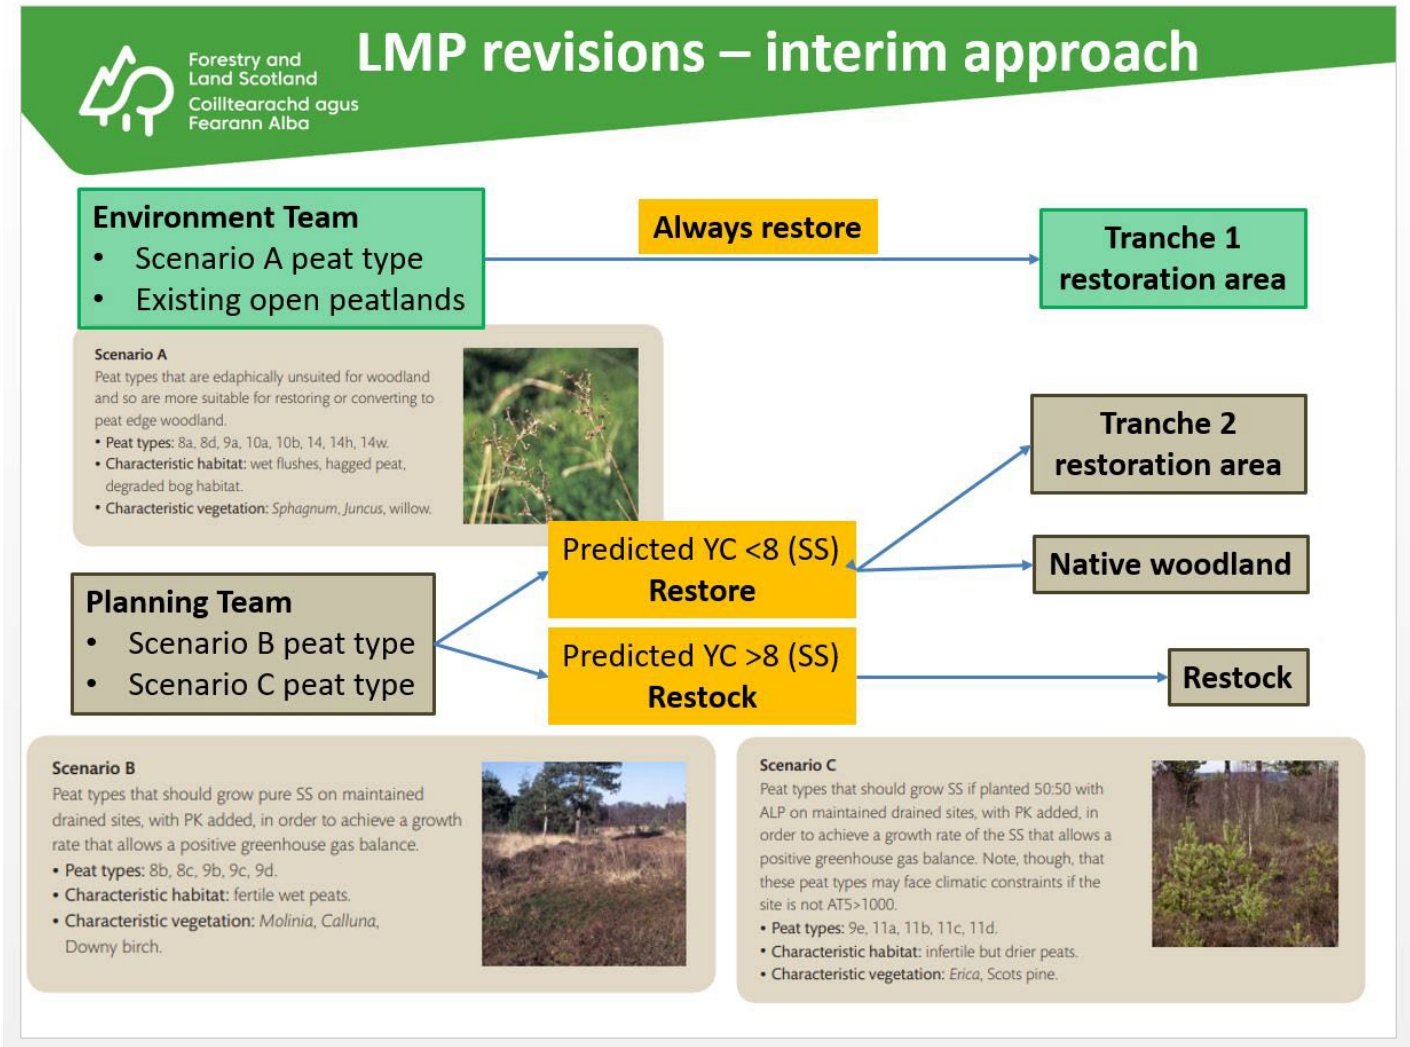 Forestry and
Land Scotland
Coilltearachd agus
Fearann Alba
LMP revisions – interim approach
Environment Team
• Scenario A peat type
• Existing open peatlands
Always restore
Tranche 1
restoration area
Scenario A
Peat types that are edaphically unsuited for woodland
and so are more suitable for restoring or converting to
peat edge woodland.
• Peat types: 8a, 8d, 9a, 10a, 10b, 14, 14h, 14w.
• Characteristic habitat: wet flushes, hagged peat,
degraded bog habitat.
• Characteristic vegetation: Sphagnum, Juncus, willow.
Tranche 2
restoration area
Predicted YC <8 (SS)
Restore
Native woodland
Planning Team
• Scenario B peat type
• Scenario C peat type
Predicted YC >8 (SS)
Restock
Restock
Scenario B
Peat types that should grow pure SS on maintained
drained sites, with PK added, in order to achieve a growth
rate that allows a positive greenhouse gas balance.
• Peat types: 8b, 8c, 9b, 9c, 9d.
• Characteristic habitat: fertile wet peats.
• Characteristic vegetation: Molinia, Calluna,
Downy birch.
Scenario C
Peat types that should grow SS if planted 50:50 with
ALP on maintained drained sites, with PK added, in
order to achieve a growth rate of the SS that allows a
positive greenhouse gas balance. Note, though, that
these peat types may face climatic constraints if the
site is not AT5>1000.
• Peat types: 9e, 11a, 11b, 11c, 11d.
• Characteristic habitat: infertile but drier peats.
• Characteristic vegetation: Erica, Scots pine.